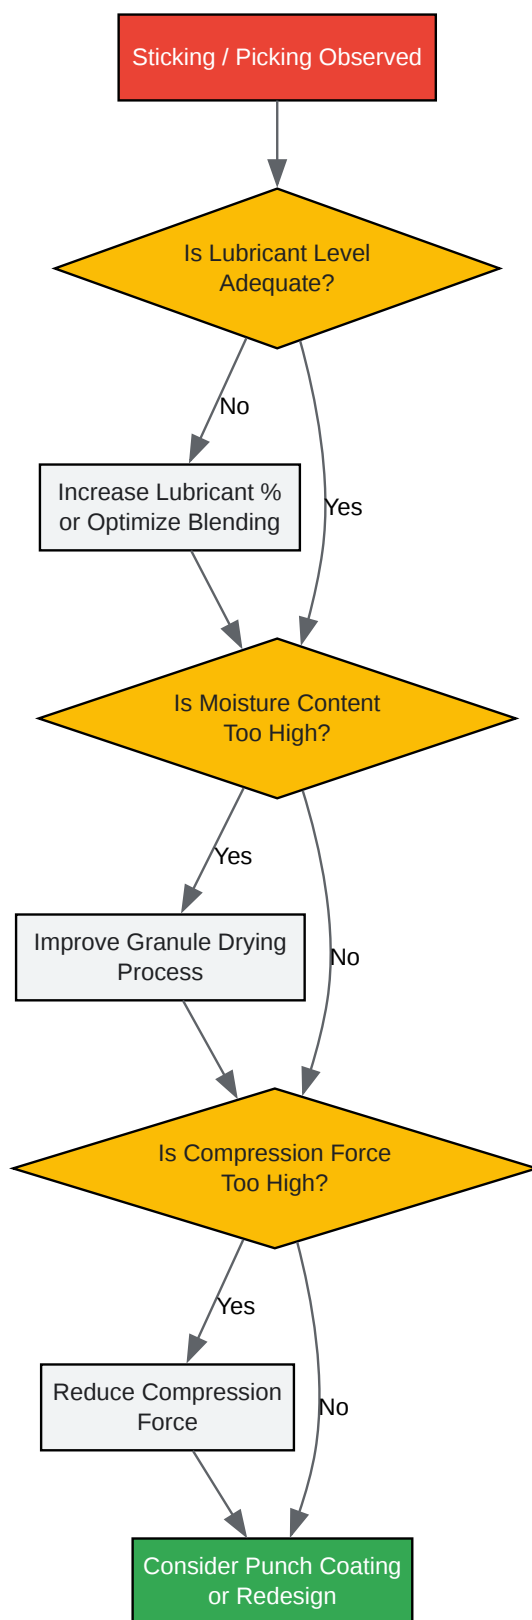 Sticking / Picking Observed
Is Lubricant Level
Adequate?
No
Increase Lubricant %
or Optimize Blending
Yes
Is Moisture Content
Too High?
Yes
Improve Granule Drying
Process
No
Is Compression Force
Too High?
Yes
Reduce Compression
Force
No
Consider Punch Coating
or Redesign